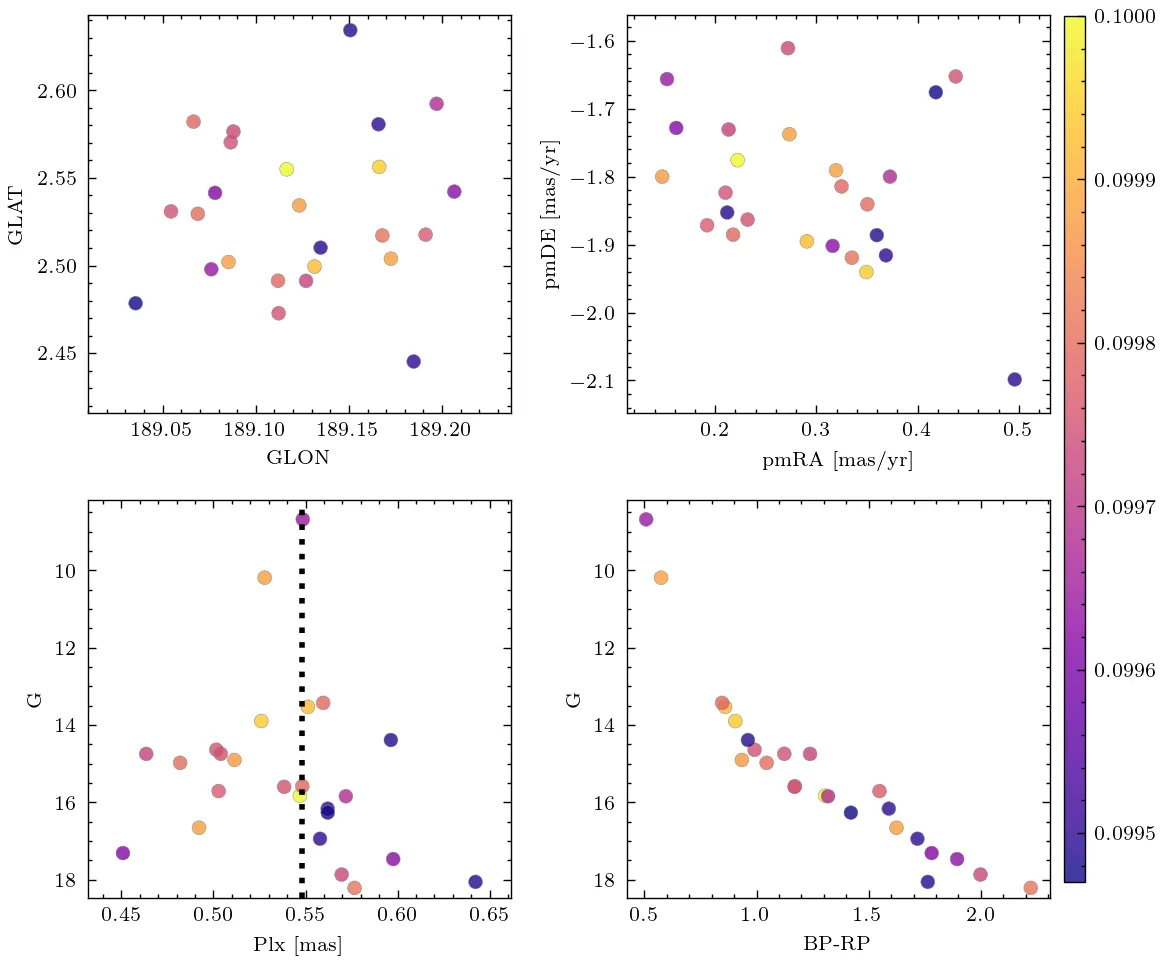 2.60
2.55
2.50
2.45
GLAT
189.05 189.10 189.15 189.20
GLON
−1.6
−1.7
−1.8
−1.9
−2.0
−2.1
pmDE [mas/yr]
0.2 0.3 0.4 0.5
pmRA [mas/yr]
10
12
14
16
18
G
0.45 0.50 0.55 0.60 0.65
Plx [mas]
10
12
14
16
18
G
0.5 1.0 1.5 2.0
BP-RP
0.1000
0.0999
0.0998
0.0997
0.0996
0.0995